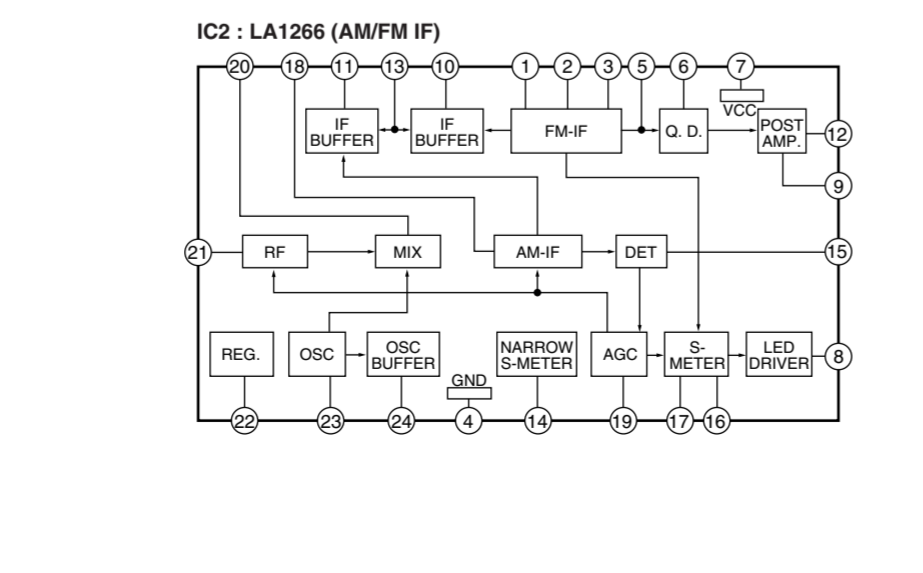 IC2 : LA1266 (AM/FM IF)
20 18 11 13 10 1 2 3 5 6 7
VCC
IF
BUFFER
IF
BUFFER
FM-IF
Q. D.
POST
AMP.
12
9
21
RF
MIX
AM-IF
DET
15
REG.
OSC
OSC
BUFFER
NARROW
S-METER
AGC
S-
METER
LED
DRIVER
8
GND
22 23 24 4 14 19 17 16